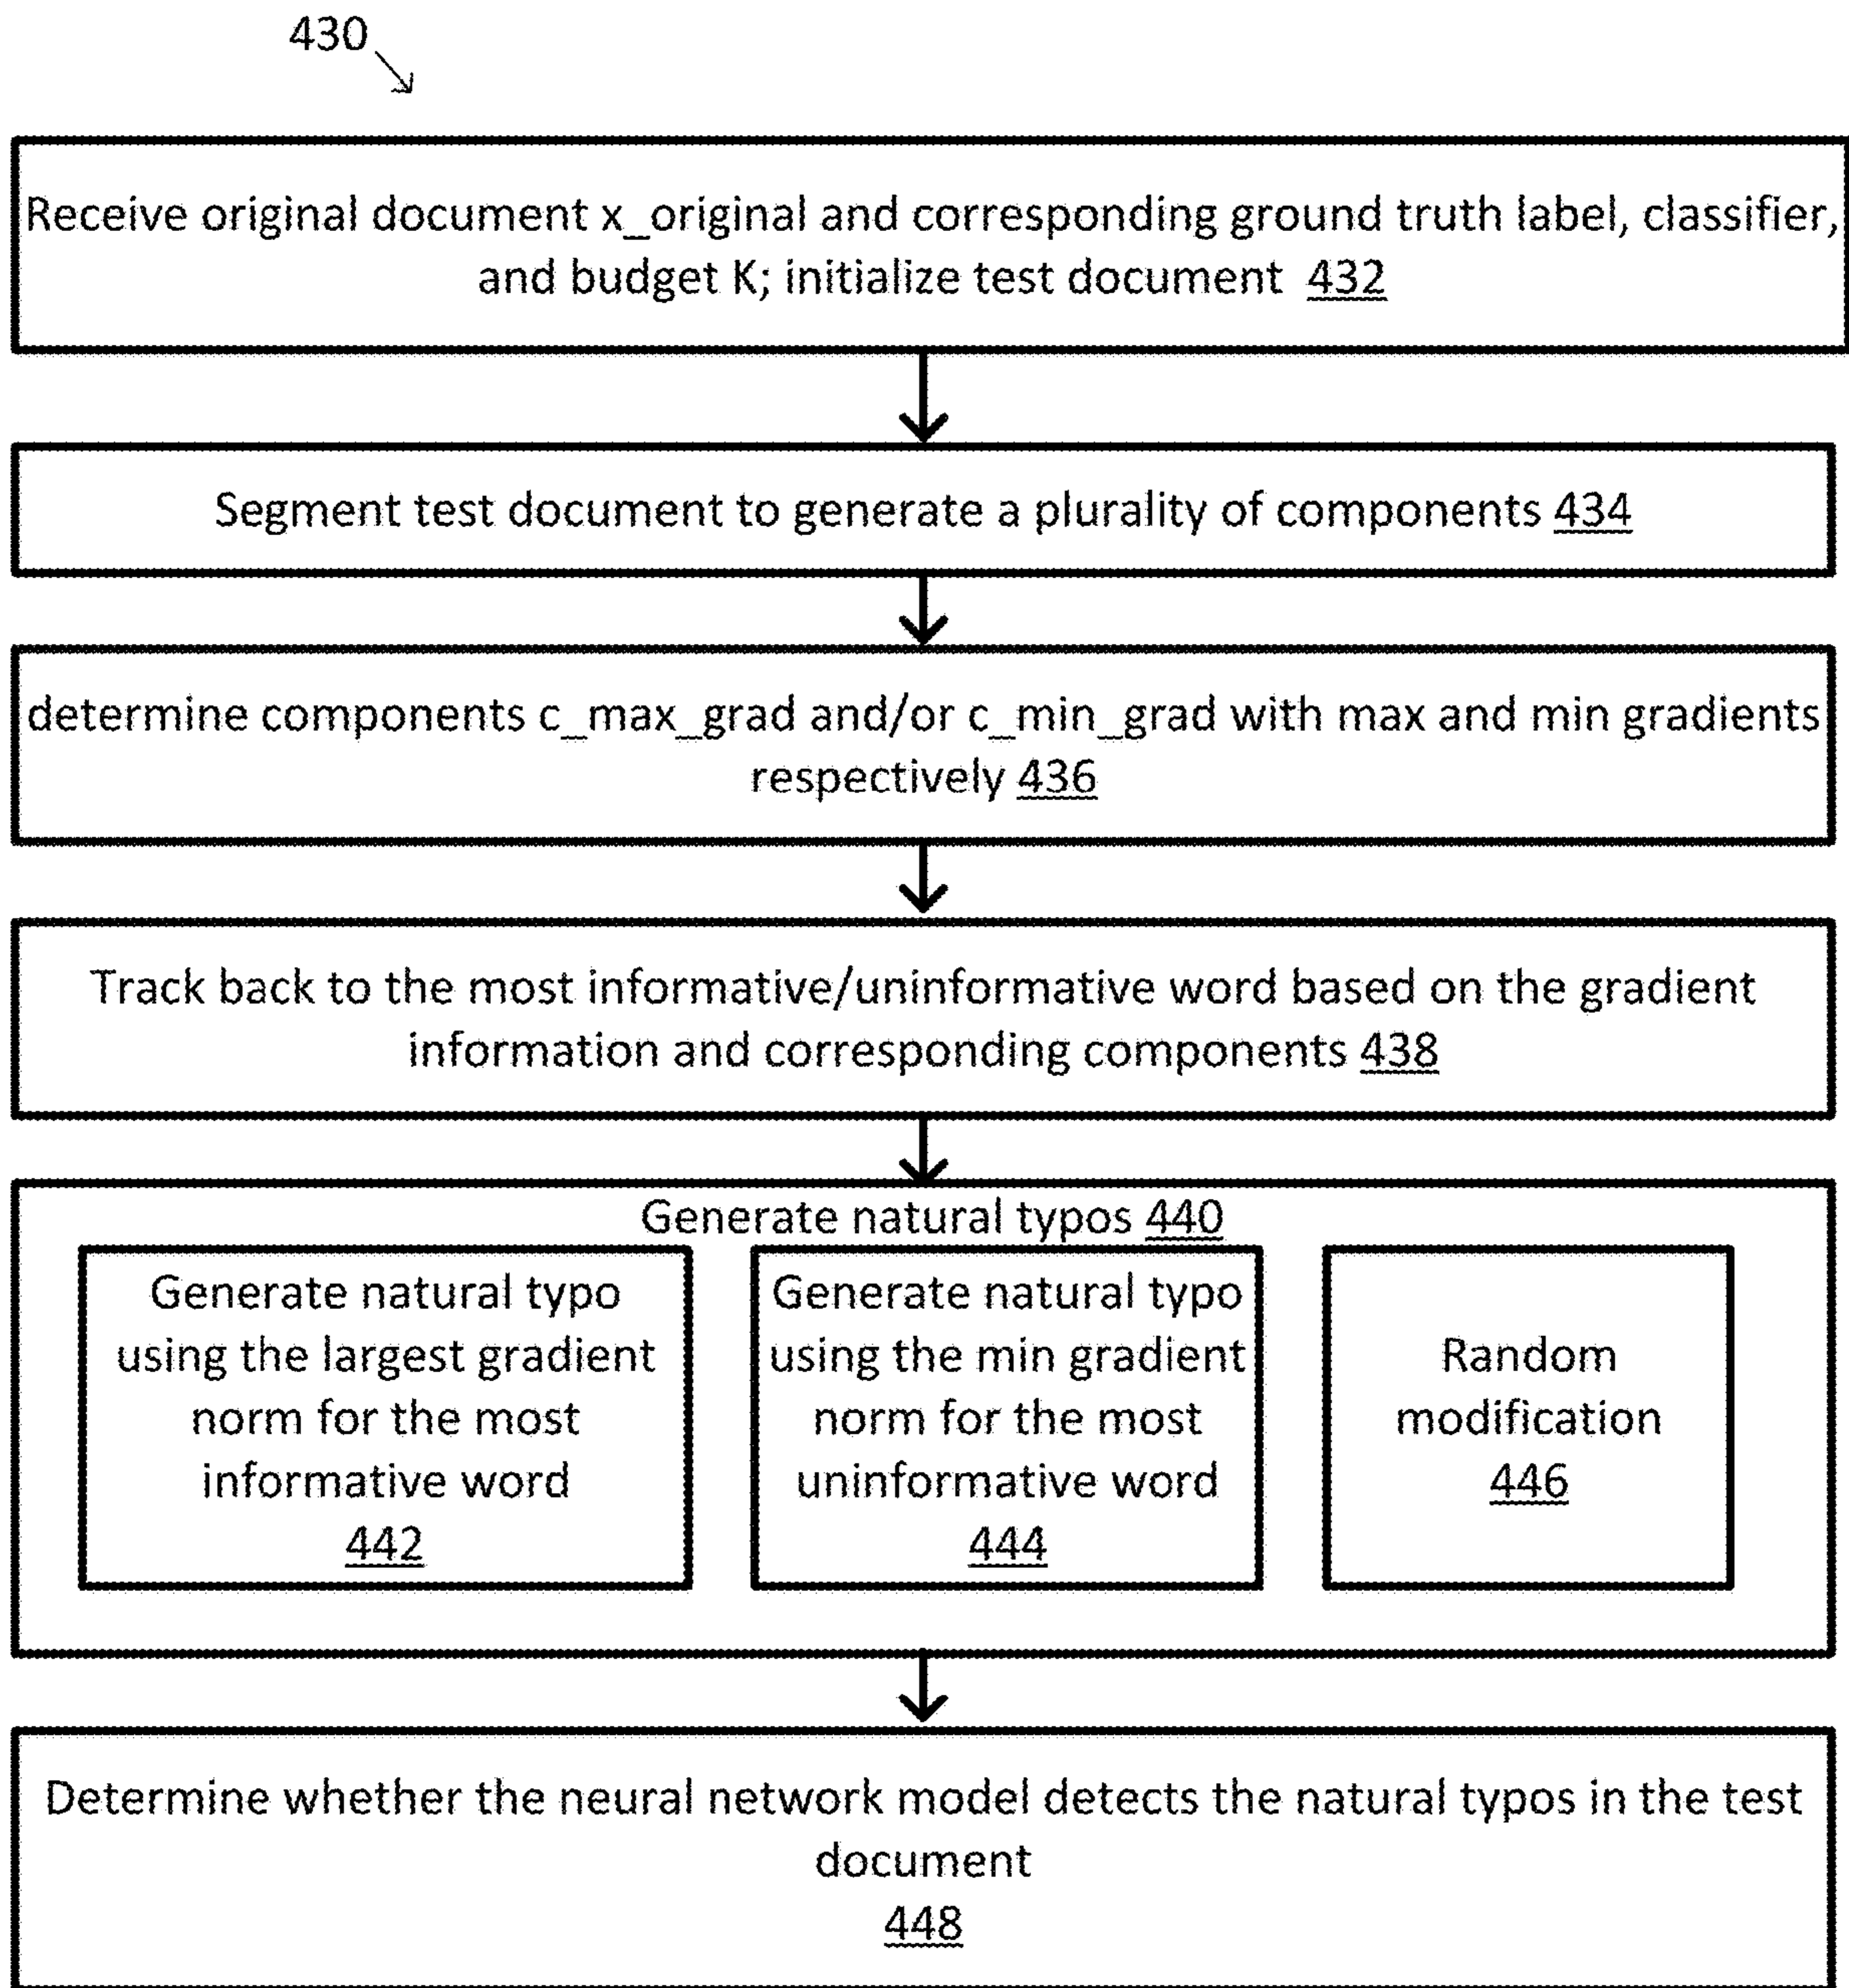 430
Receive original document x_original and corresponding ground truth label, classifier,
and budget K; initialize test document 432
Segment test document to generate a plurality of components 434
determine components c_max_grad and/or c_min_grad with max and min gradients
respectively 436
Track back to the most informative/uninformative word based on the gradient
information and corresponding components 438
Generate natural typos 440
Generate natural typo
using the largest gradient
norm for the most
informative word
442
Generate natural typo
using the min gradient
norm for the most
uninformative word
444
Random
modification
446
Determine whether the neural network model detects the natural typos in the test
document
448